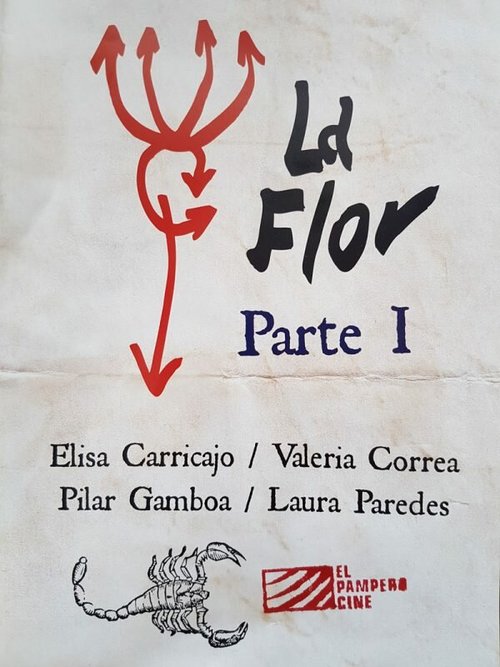 La
Flor
Parte I
Elisa Carricajo / Valeria Correa
Pilar Gamboa / Laura Paredes
EL
PAMPERO
CINE